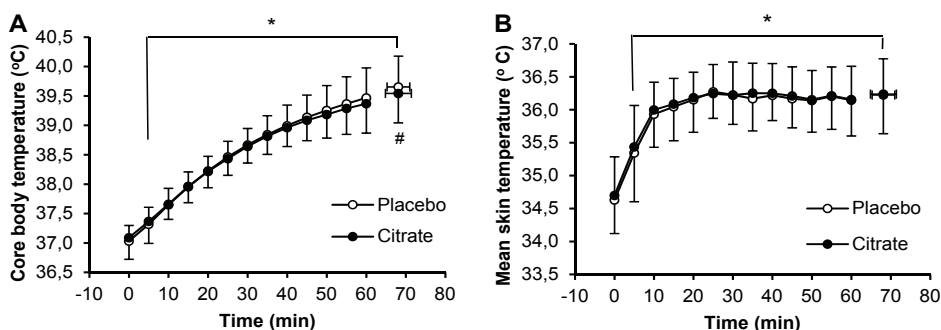 A
*
Core body temperature (°C)
40,5
40,0
39,5
39,0
38,5
38,0
37,5
37,0
36,5
#
Placebo
Citrate
-10 0 10 20 30 40 50 60 70 80
Time (min)
B
*
Mean skin temperature (° C)
37,0
36,5
36,0
35,5
35,0
34,5
34,0
33,5
Placebo
Citrate
-10 0 10 20 30 40 50 60 70 80
Time (min)